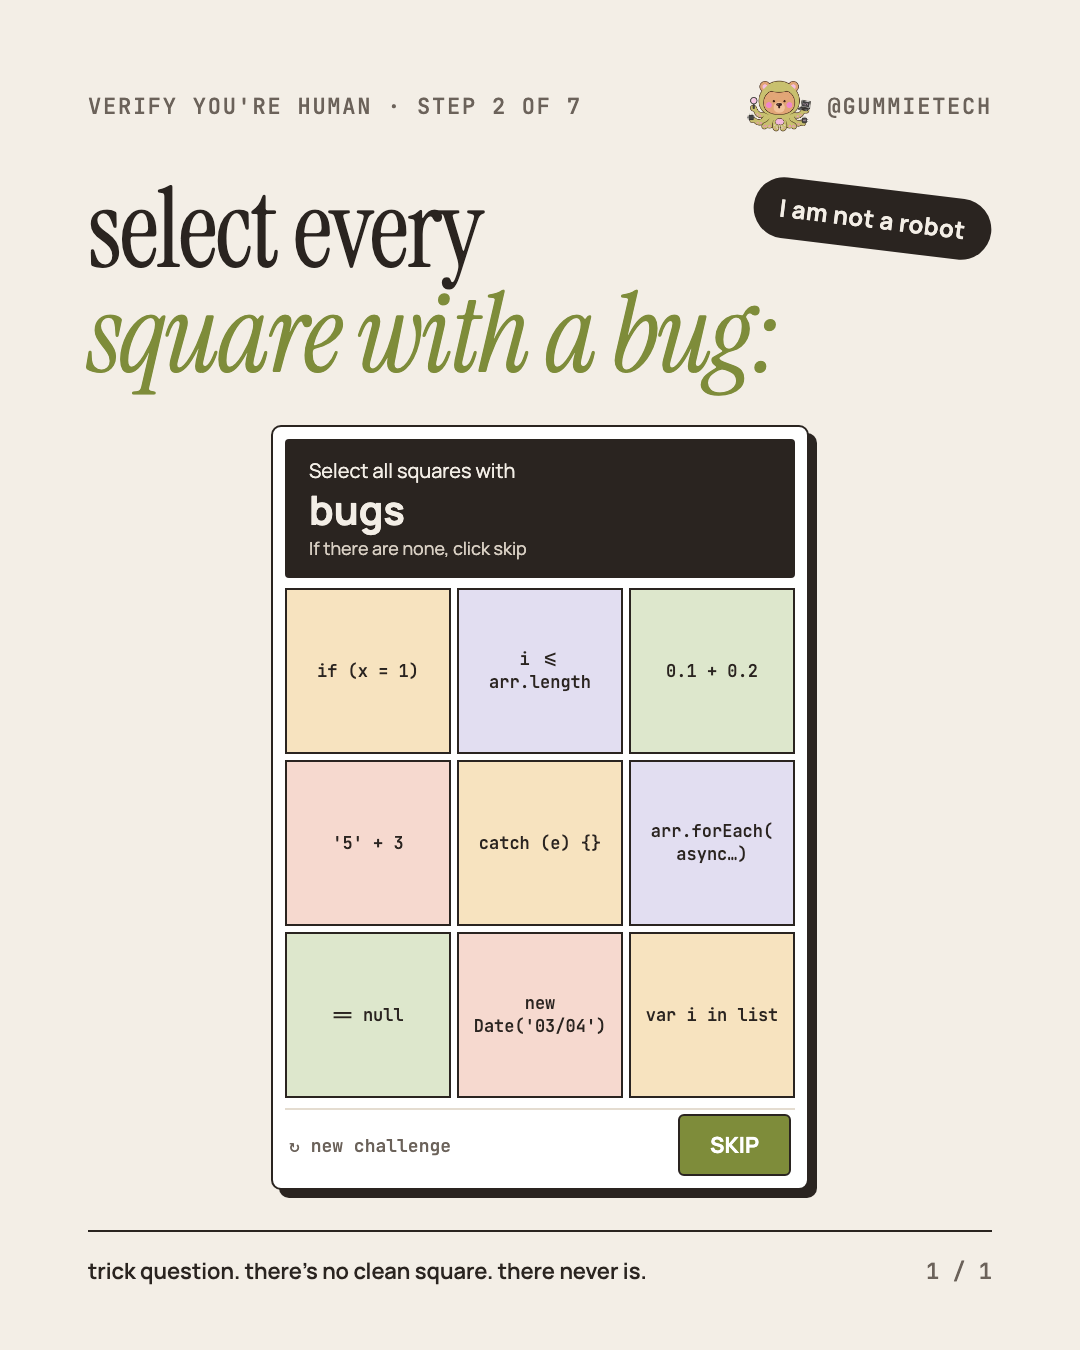 VERIFY YOU'RE HUMAN · STEP 2 OF 7
@GUMMIETECH
select every
I am not a robot
square with a bug:
Select all squares with
bugs
If there are none, click skip
if (x = 1)
i <=
arr.length
0.1 + 0.2
'5' + 3
catch (e) {}
arr.forEach(
async…)
== null
new
Date('03/04')
var i in list
↻ new challenge
SKIP
trick question. there's no clean square. there never is.
1 / 1